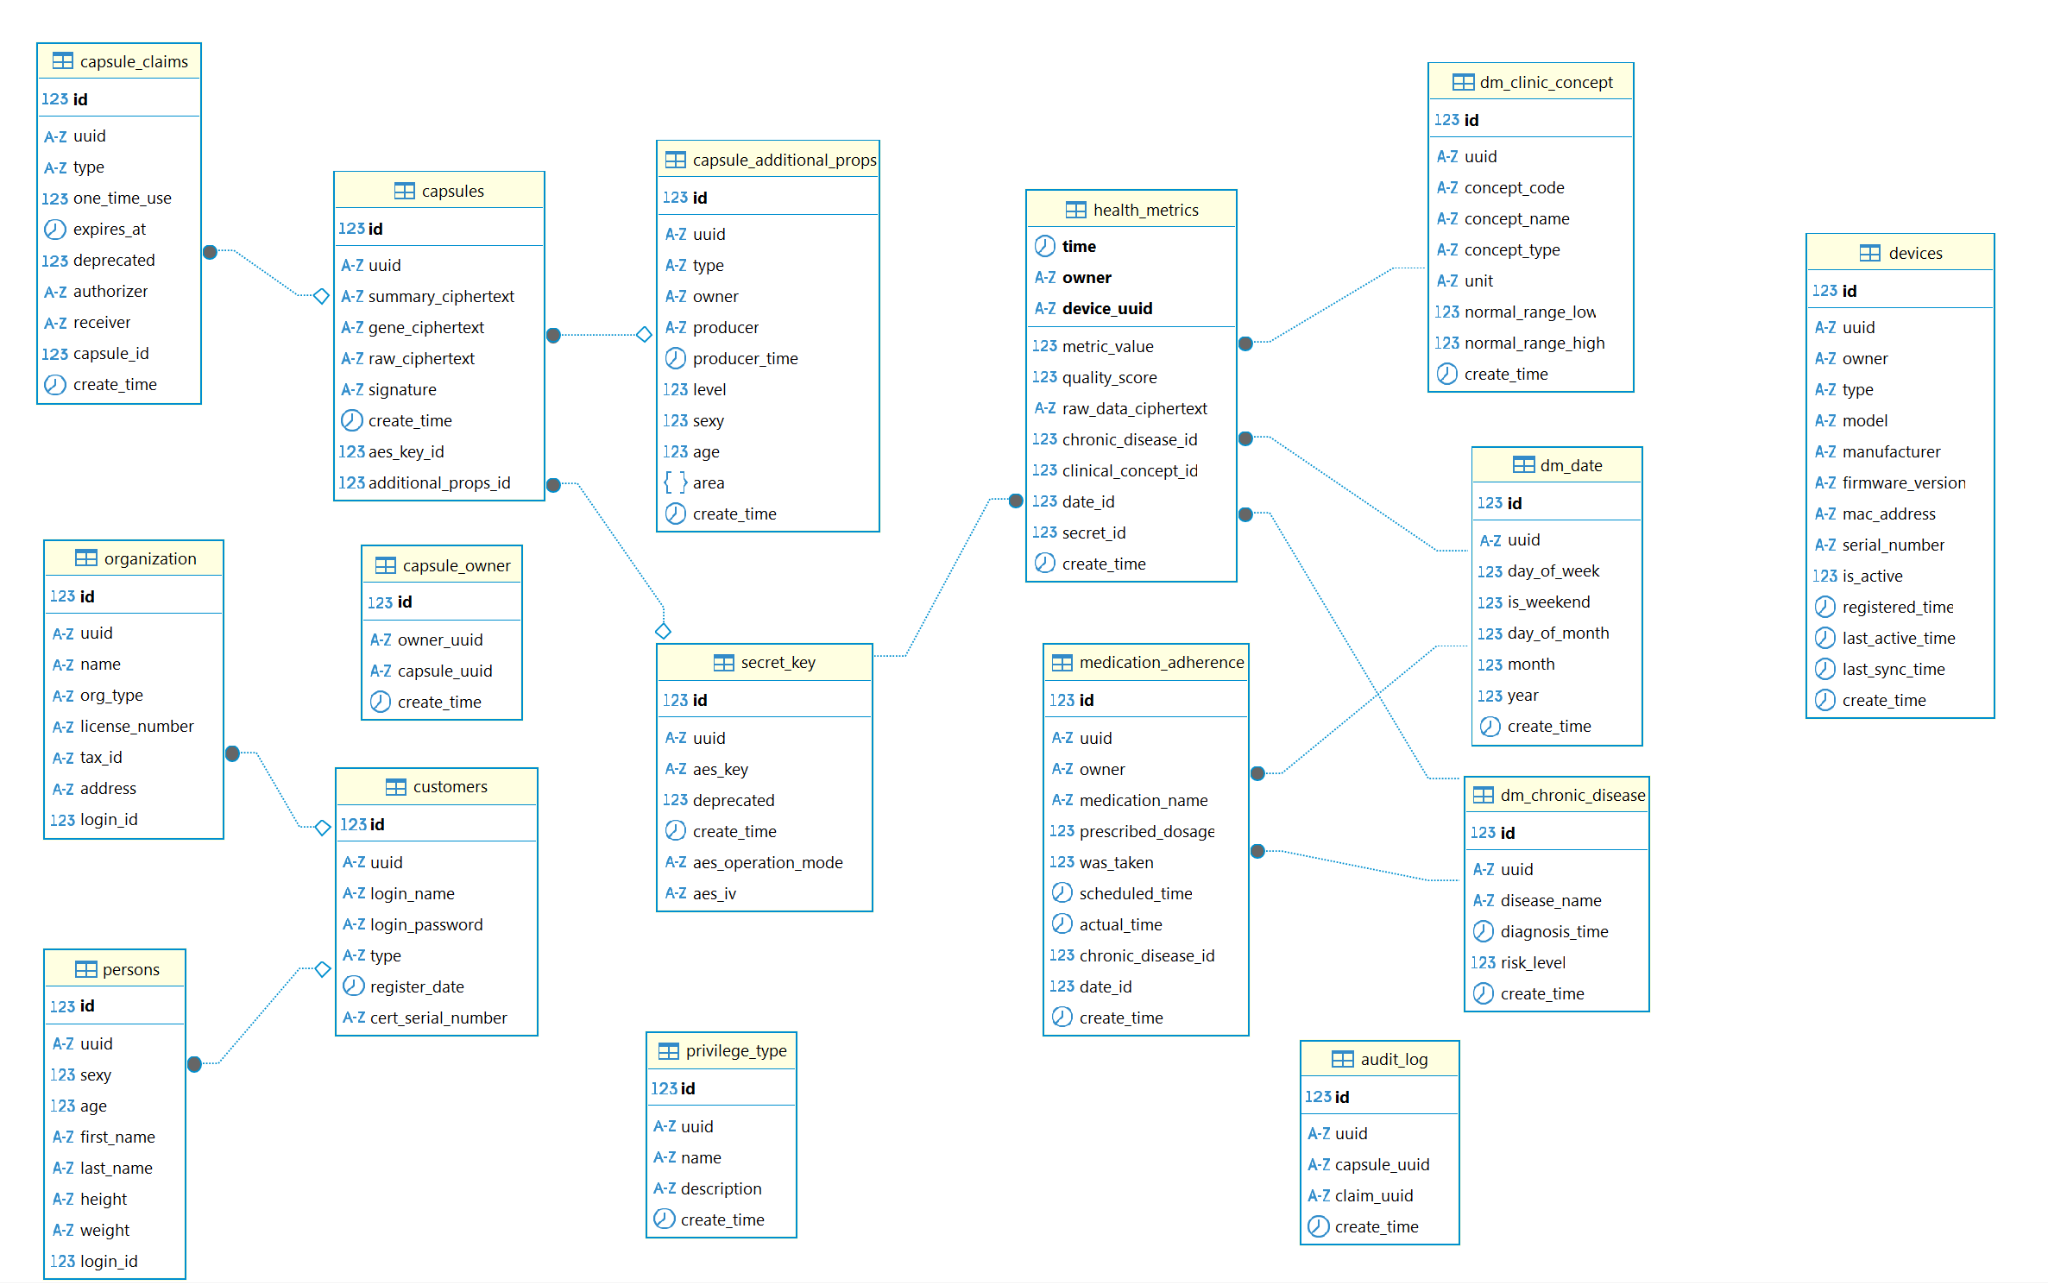 capsule_claims
123 id
A-Z uuid
A-Z type
123 one_time_use
expires_at
123 deprecated
A-Z authorizer
A-Z receiver
123 capsule_id
create_time
capsules
123 id
A-Z uuid
A-Z summary_ciphertext
A-Z gene_ciphertext
A-Z raw_ciphertext
A-Z signature
create_time
123 aes_key_id
123 additional_props_id
capsule_additional_props
123 id
A-Z uuid
A-Z type
A-Z owner
A-Z producer
producer_time
123 level
123 sexy
123 age
{ } area
create_time
health_metrics
time
A-Z owner
A-Z device_uuid
123 metric_value
123 quality_score
A-Z raw_data_ciphertext
123 chronic_disease_id
123 clinical_concept_id
123 date_id
123 secret_id
create_time
dm_clinic_concept
123 id
A-Z uuid
A-Z concept_code
A-Z concept_name
A-Z concept_type
A-Z unit
123 normal_range_low
123 normal_range_high
create_time
devices
123 id
A-Z uuid
A-Z owner
A-Z type
A-Z model
A-Z manufacturer
A-Z firmware_version
A-Z mac_address
A-Z serial_number
123 is_active
registered_time
last_active_time
last_sync_time
create_time
dm_date
123 id
A-Z uuid
123 day_of_week
123 is_weekend
123 day_of_month
123 month
123 year
create_time
organization
123 id
A-Z uuid
A-Z name
A-Z org_type
A-Z license_number
A-Z tax_id
A-Z address
123 login_id
capsule_owner
123 id
A-Z owner_uuid
A-Z capsule_uuid
create_time
secret_key
123 id
A-Z uuid
A-Z aes_key
123 deprecated
create_time
A-Z aes_operation_mode
A-Z aes_iv
medication_adherence
123 id
A-Z uuid
A-Z owner
A-Z medication_name
123 prescribed_dosage
123 was_taken
scheduled_time
actual_time
123 chronic_disease_id
123 date_id
create_time
dm_chronic_disease
123 id
A-Z uuid
A-Z disease_name
diagnosis_time
123 risk_level
create_time
customers
123 id
A-Z uuid
A-Z login_name
A-Z login_password
A-Z type
register_date
A-Z cert_serial_number
persons
123 id
A-Z uuid
123 sexy
123 age
A-Z first_name
A-Z last_name
A-Z height
A-Z weight
123 login_id
privilege_type
123 id
A-Z uuid
A-Z name
A-Z description
create_time
audit_log
123 id
A-Z uuid
A-Z capsule_uuid
A-Z claim_uuid
create_time